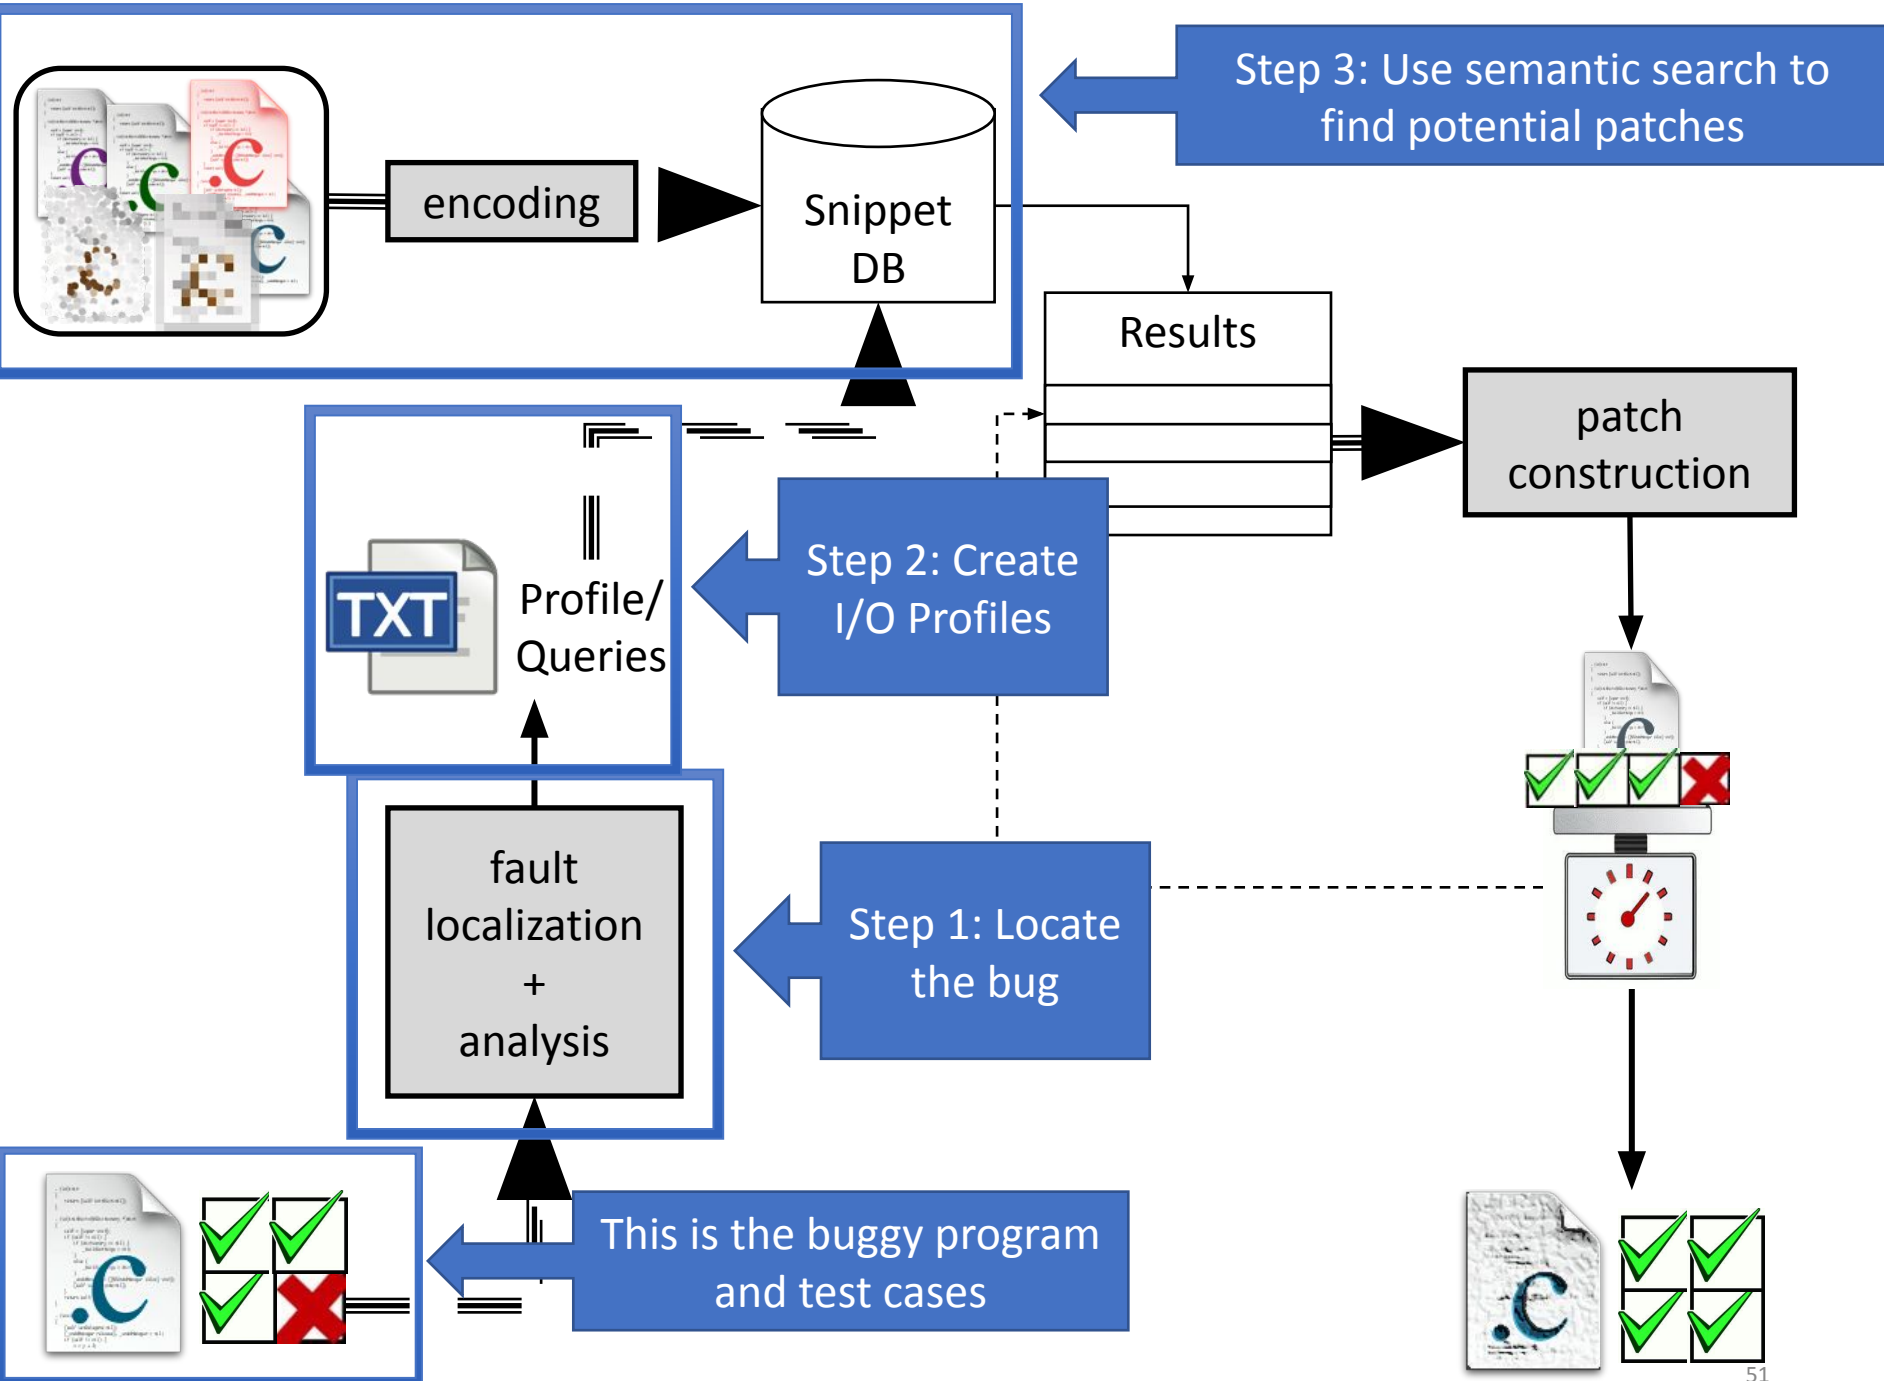 Step 3: Use semantic search to
find potential patches
encoding
Snippet
DB
Results
patch
construction
Step 2: Create
I/O Profiles
TXT
Profile/
Queries
fault
localization
+
analysis
Step 1: Locate
the bug
This is the buggy program
and test cases
.c
.c
.c
.c
51